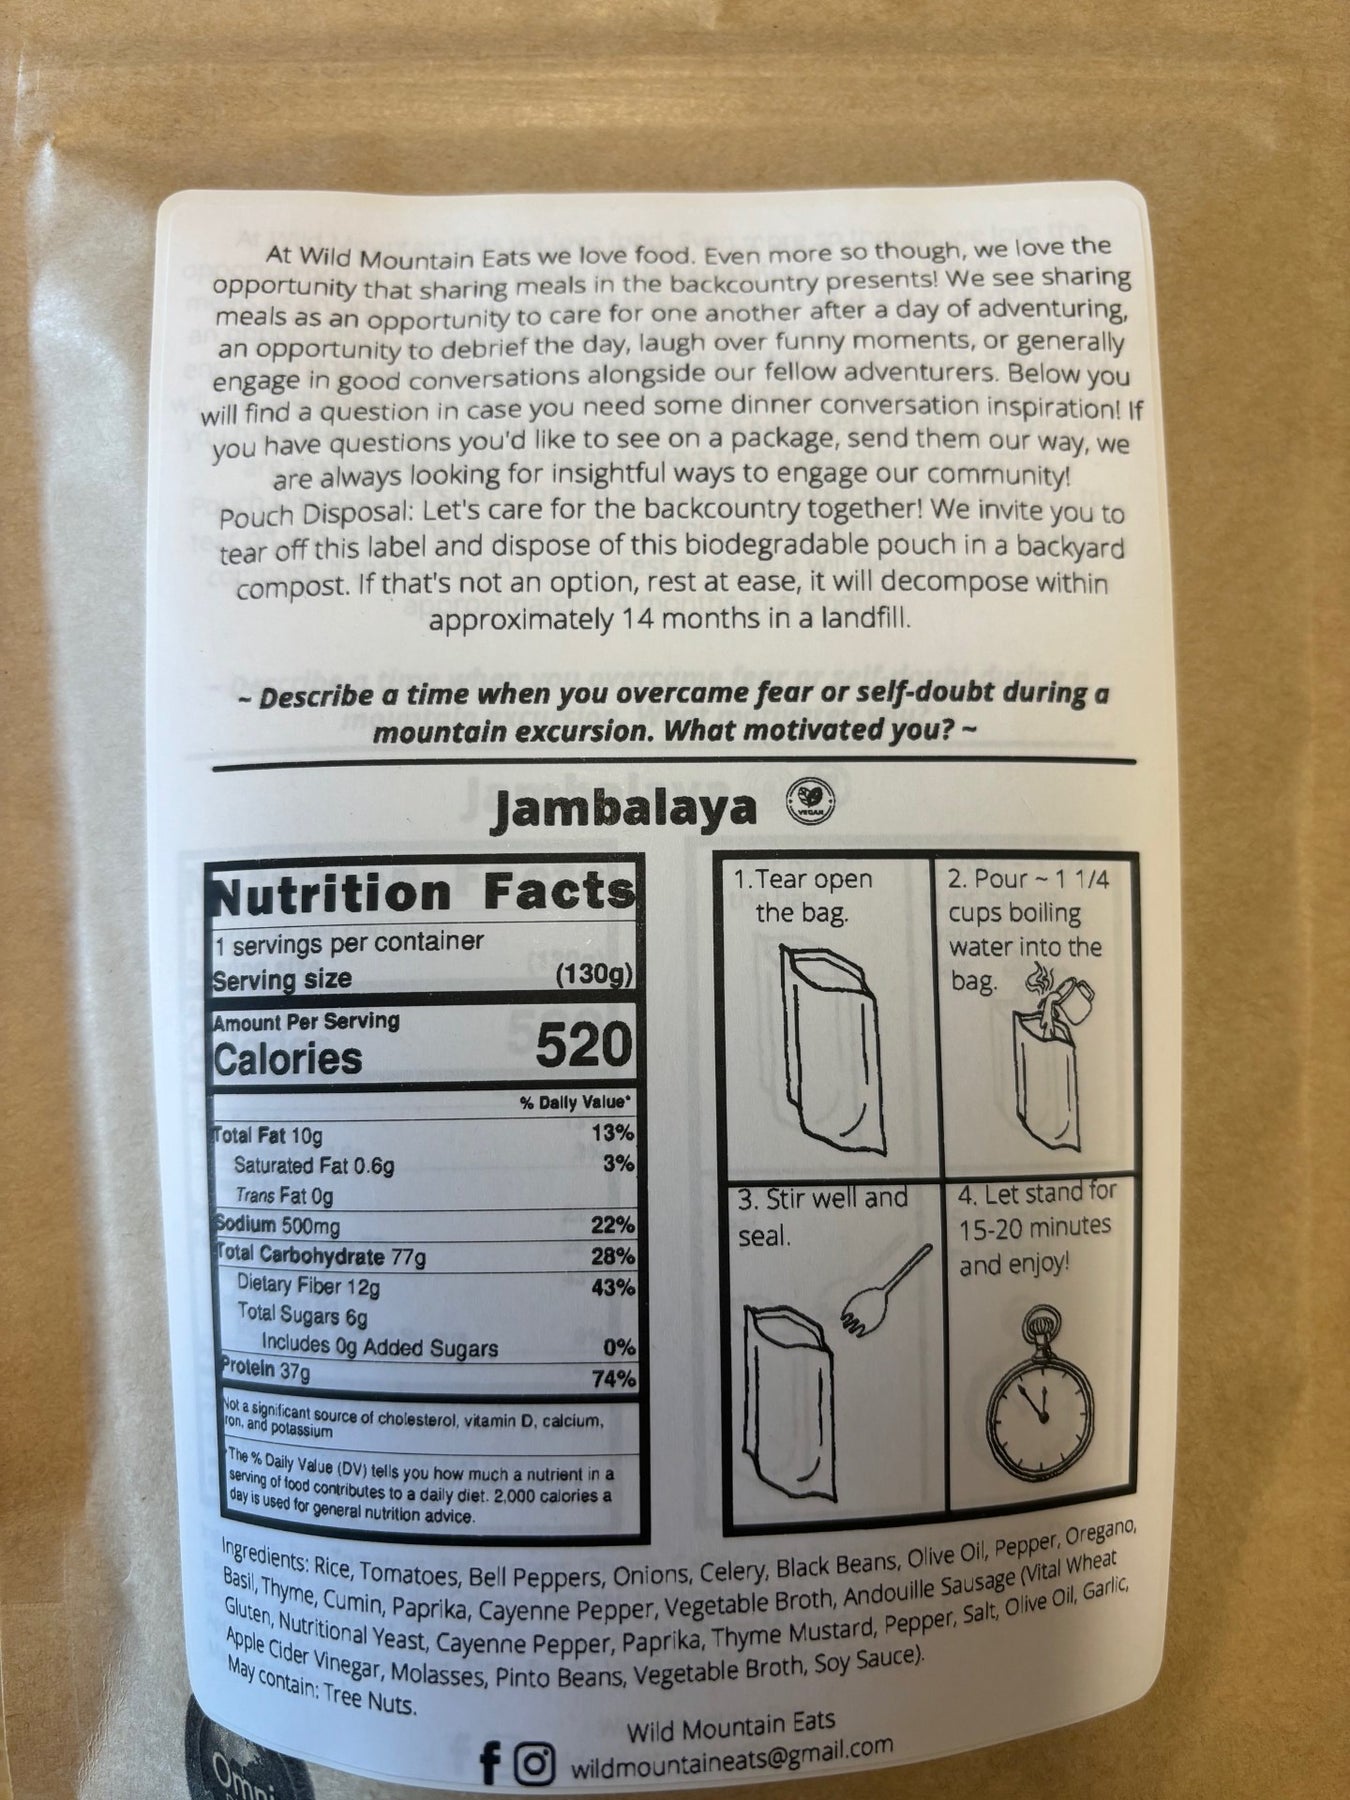 At Wild Mountain Eats we love food. Even more so though, we love the
opportunity that sharing meals in the backcountry presents! We see sharing
meals as an opportunity to care for one another after a day of adventuring,
an opportunity to debrief the day, laugh over funny moments, or generally
engage in good conversations alongside our fellow adventurers. Below you
will find a question in case you need some dinner conversation inspiration! If
you have questions you'd like to see on a package, send them our way, we
are always looking for insightful ways to engage our community!
Pouch Disposal: Let's care for the backcountry together! We invite you to
tear off this label and dispose of this biodegradable pouch in a backyard
compost. If that's not an option, rest at ease, it will decompose within
approximately 14 months in a landfill.
~ Describe a time when you overcame fear or self-doubt during a
mountain excursion. What motivated you? ~
Jambalaya
VEGAN
Nutrition Facts
1 servings per container
Serving size (130g)
Amount Per Serving
Calories 520
% Daily Value*
Total Fat 10g 13%
Saturated Fat 0.6g 3%
Trans Fat 0g
Sodium 500mg 22%
Total Carbohydrate 77g 28%
Dietary Fiber 12g 43%
Total Sugars 6g
Includes 0g Added Sugars 0%
Protein 37g 74%
Not a significant source of cholesterol, vitamin D, calcium,
iron, and potassium
*The % Daily Value (DV) tells you how much a nutrient in a
serving of food contributes to a daily diet. 2,000 calories a
day is used for general nutrition advice.
1. Tear open
the bag.
2. Pour ~ 1 1/4
cups boiling
water into the
bag.
3. Stir well and
seal.
4. Let stand for
15-20 minutes
and enjoy!
Ingredients: Rice, Tomatoes, Bell Peppers, Onions, Celery, Black Beans, Olive Oil, Pepper, Oregano,
Basil, Thyme, Cumin, Paprika, Cayenne Pepper, Vegetable Broth, Andouille Sausage (Vital Wheat
Gluten, Nutritional Yeast, Cayenne Pepper, Paprika, Thyme Mustard, Pepper, Salt, Olive Oil, Garlic,
Apple Cider Vinegar, Molasses, Pinto Beans, Vegetable Broth, Soy Sauce).
May contain: Tree Nuts.
Wild Mountain Eats
wildmountaineats@gmail.com
Omni